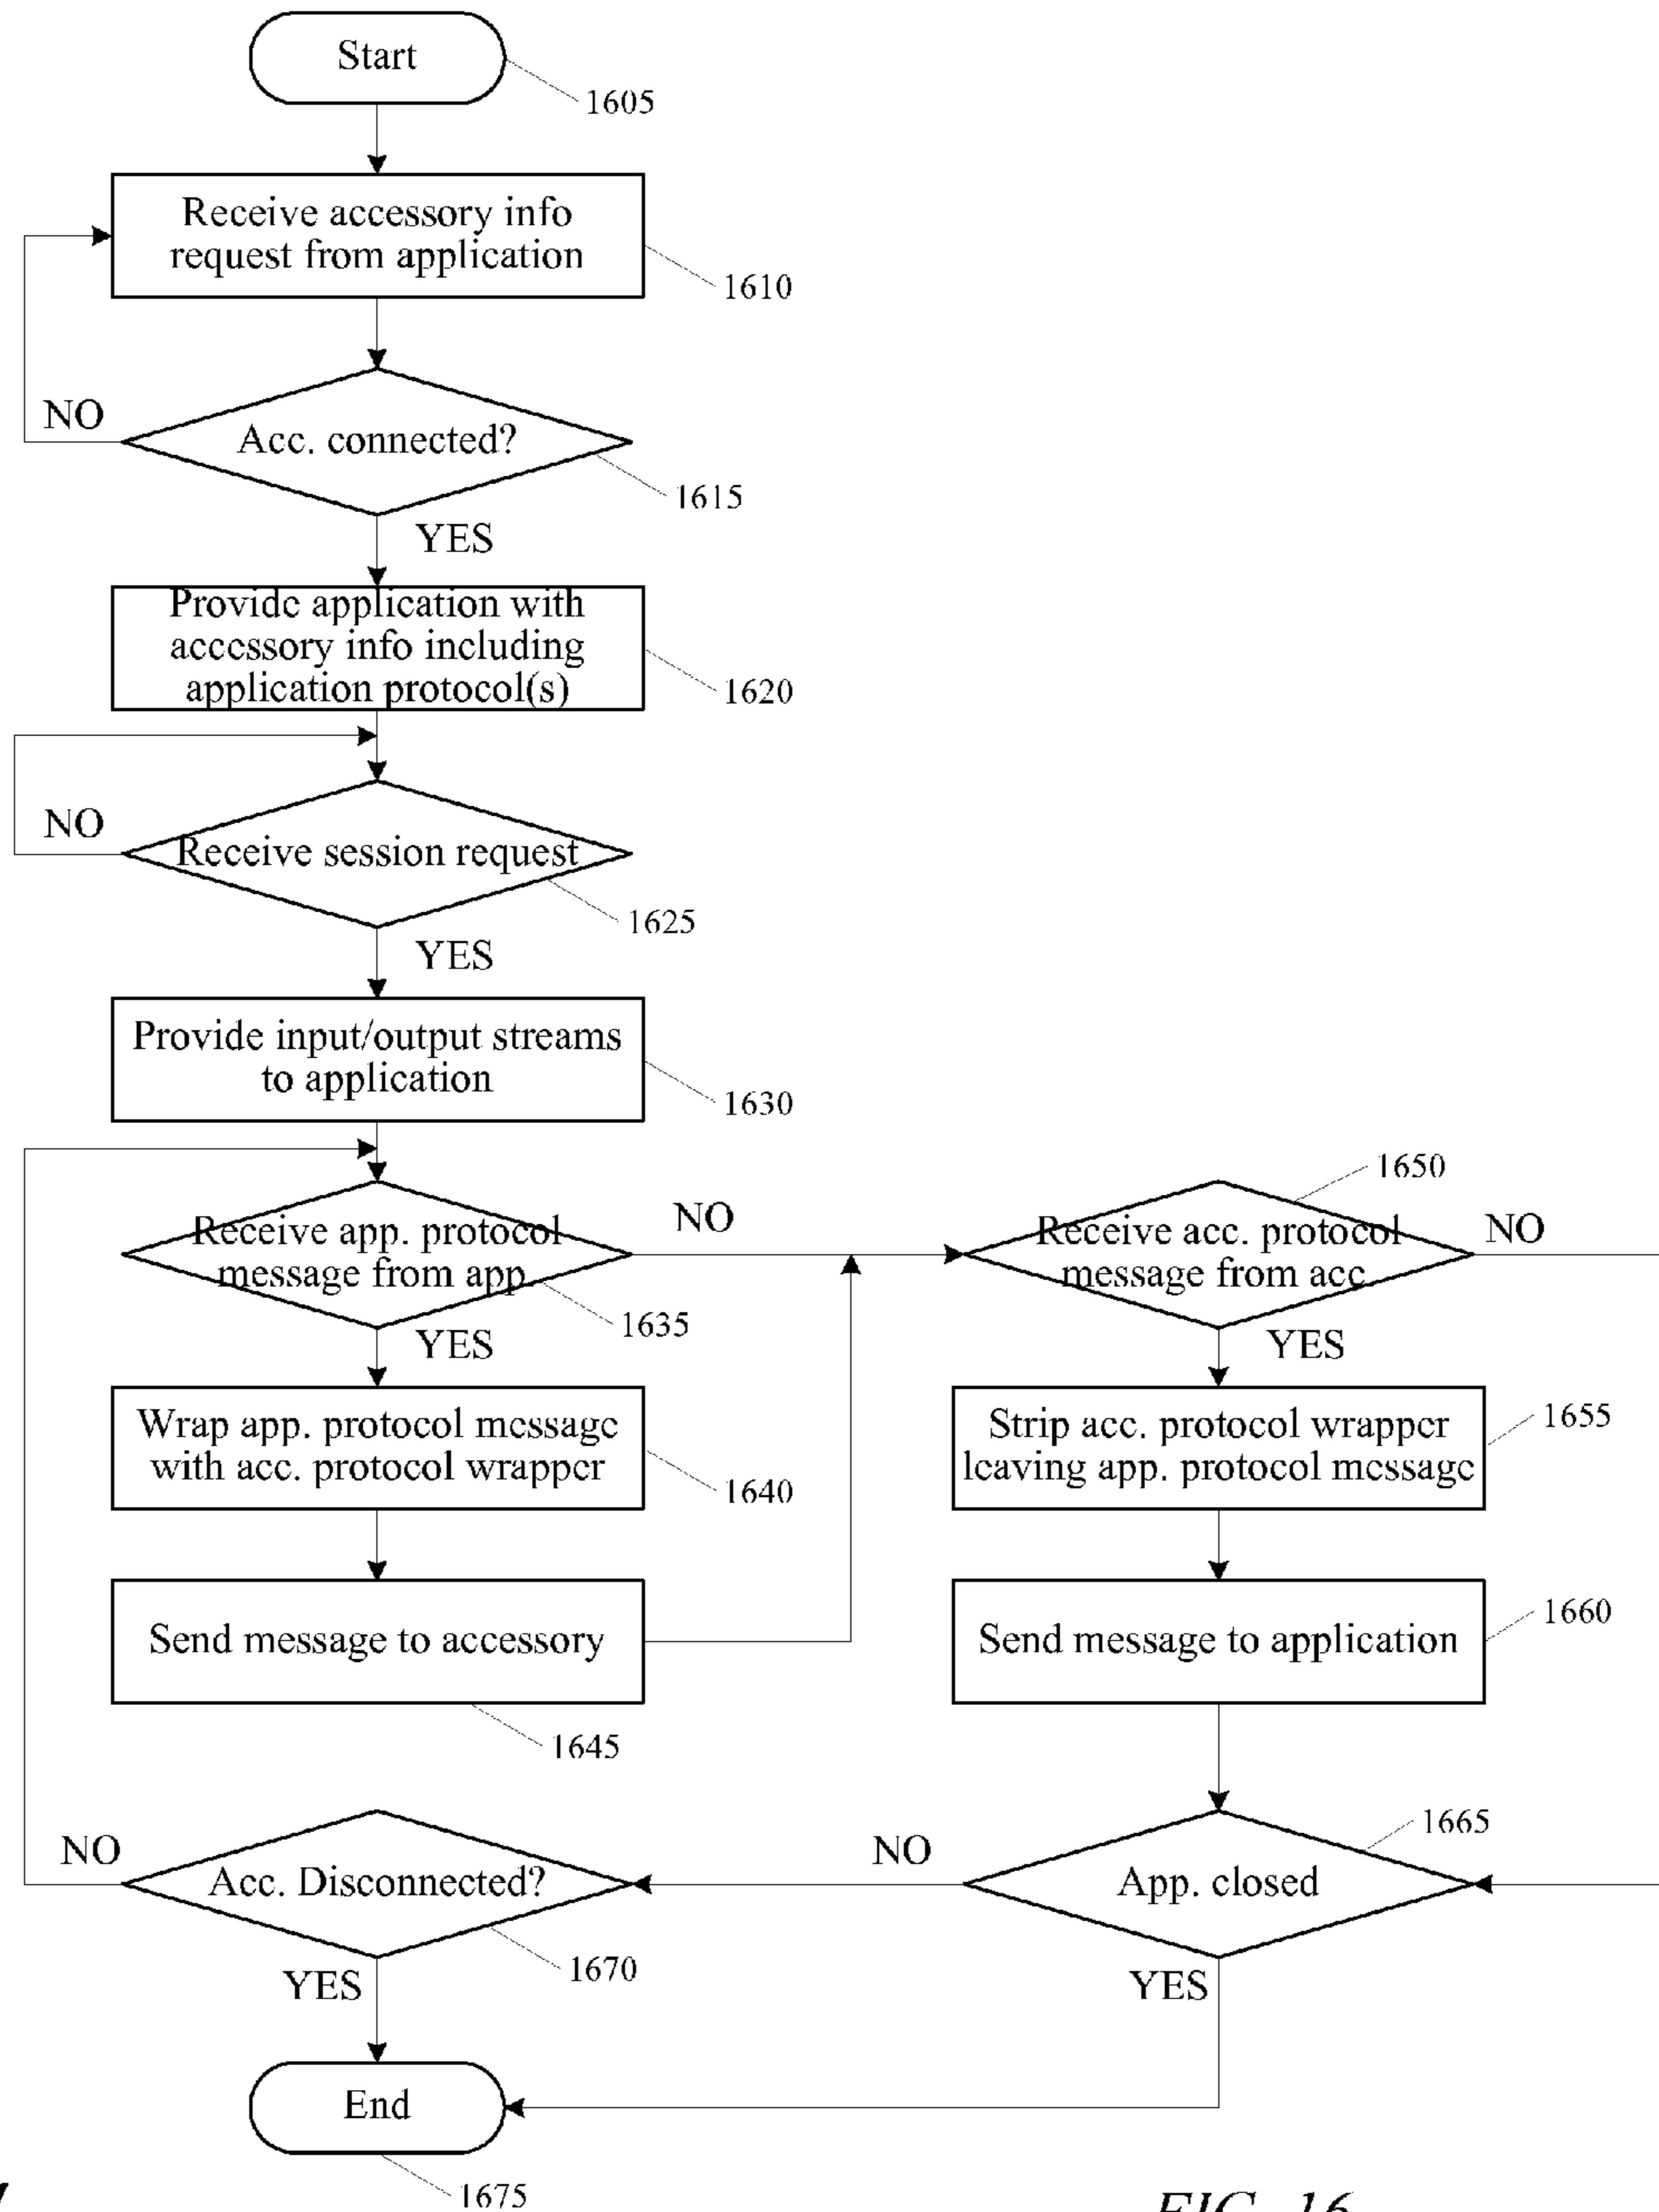 Start
1605
Receive accessory info
request from application
1610
Acc. connected?
NO
1615
YES
Provide application with
accessory info including
application protocol(s)
1620
NO
Receive session request
1625
YES
Provide input/output streams
to application
1630
1650
Receive app. protocol
message from app.
NO
Receive acc. protocol
message from acc.
NO
1635
YES
YES
Wrap app. protocol message
with acc. protocol wrapper
1640
Strip acc. protocol wrapper
leaving app. protocol message
1655
Send message to accessory
1645
Send message to application
1660
NO
Acc. Disconnected?
1670
NO
App. closed
1665
YES
YES
End
1675
FIG. 16